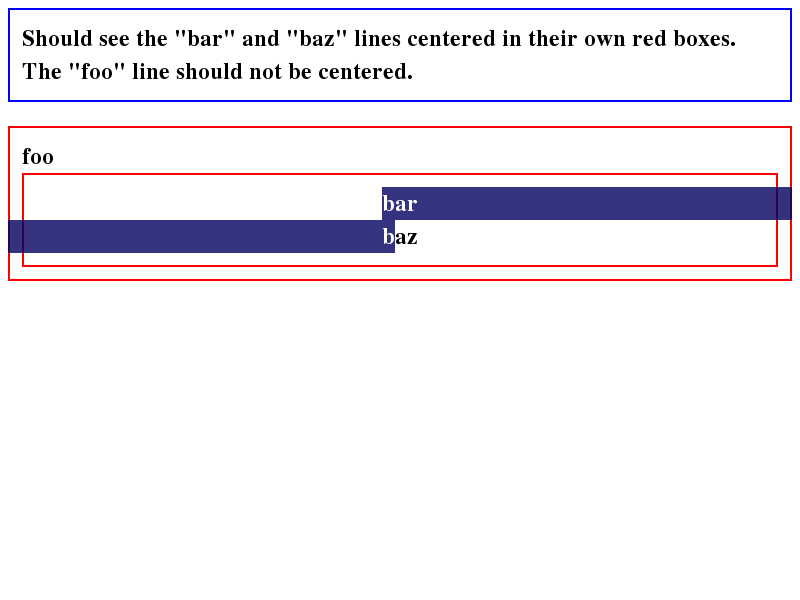 Should see the "bar" and "baz" lines centered in their own red boxes.
The "foo" line should not be centered.
foo
bar
baz